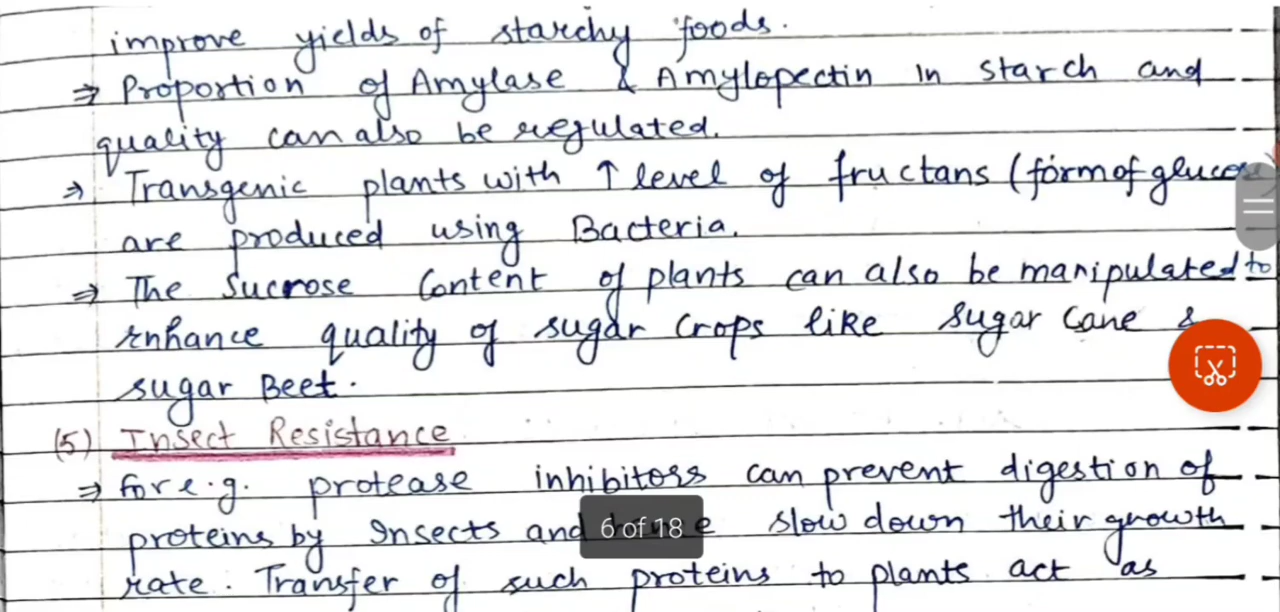 improve yields of starchy foods.
⇒ Proportion of Amylase & Amylopectin in starch and
quality can also be regulated.
⇒ Transgenic plants with ↑ level of fructans (form of glucose)
are produced using Bacteria.
⇒ The Sucrose Content of plants can also be manipulated to
enhance quality of sugar crops like sugar cane &
sugar Beet.
(5) Insect Resistance
⇒ for e.g. protease inhibitors can prevent digestion of
proteins by Insects and slow down their growth
6 of 18
rate. Transfer of such proteins to plants act as